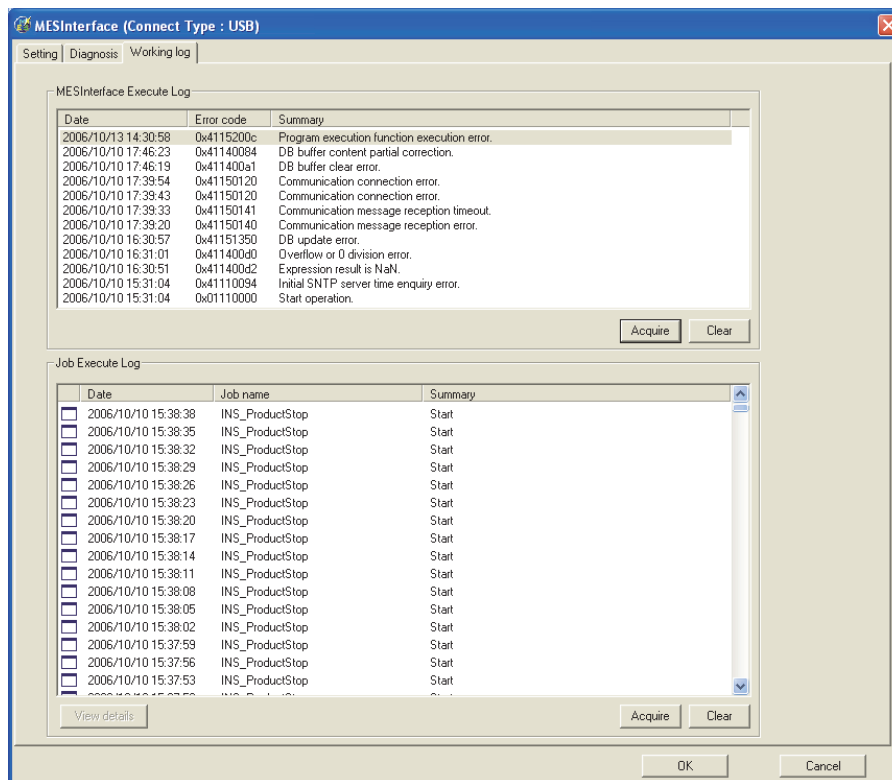 MESInterface (Connect Type : USB)
Setting Diagnosis Working log
MESInterface Execute Log
Date Error code Summary
2006/10/13 14:30:58 0x4115200c Program execution function execution error.
2006/10/10 17:46:23 0x41140084 DB buffer content partial correction.
2006/10/10 17:46:19 0x411400a1 DB buffer clear error.
2006/10/10 17:39:54 0x41150120 Communication connection error.
2006/10/10 17:39:43 0x41150120 Communication connection error.
2006/10/10 17:39:33 0x41150141 Communication message reception timeout.
2006/10/10 17:39:20 0x41150140 Communication message reception error.
2006/10/10 16:30:57 0x41151350 DB update error.
2006/10/10 16:31:01 0x411400d0 Overflow or 0 division error.
2006/10/10 16:30:51 0x411400d2 Expression result is NaN.
2006/10/10 15:31:04 0x41110094 Initial SNTP server time enquiry error.
2006/10/10 15:31:04 0x01110000 Start operation.
Acquire Clear
Job Execute Log
Date Job name Summary
2006/10/10 15:38:38 INS_ProductStop Start
2006/10/10 15:38:35 INS_ProductStop Start
2006/10/10 15:38:32 INS_ProductStop Start
2006/10/10 15:38:29 INS_ProductStop Start
2006/10/10 15:38:26 INS_ProductStop Start
2006/10/10 15:38:23 INS_ProductStop Start
2006/10/10 15:38:20 INS_ProductStop Start
2006/10/10 15:38:17 INS_ProductStop Start
2006/10/10 15:38:14 INS_ProductStop Start
2006/10/10 15:38:11 INS_ProductStop Start
2006/10/10 15:38:08 INS_ProductStop Start
2006/10/10 15:38:05 INS_ProductStop Start
2006/10/10 15:38:02 INS_ProductStop Start
2006/10/10 15:37:59 INS_ProductStop Start
2006/10/10 15:37:56 INS_ProductStop Start
2006/10/10 15:37:53 INS_ProductStop Start
View details Acquire Clear
OK Cancel